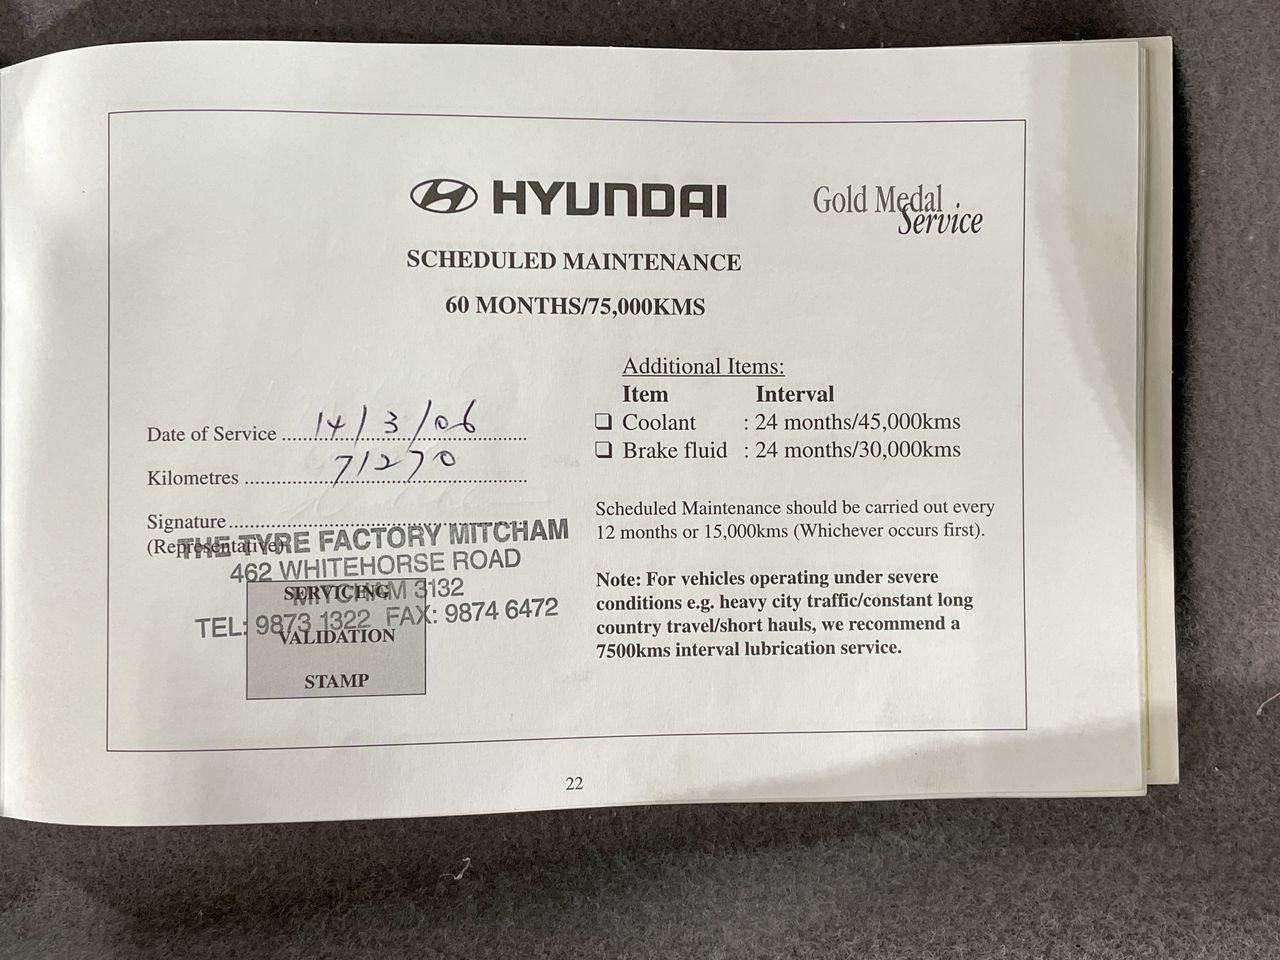 HYUNDAI
Gold Medal Service
SCHEDULED MAINTENANCE
60 MONTHS/75,000KMS
Date of Service 14/3/06
Kilometres 71270
Signature
(Representative)
THE TYRE FACTORY MITCHAM
462 WHITEHORSE ROAD
MITCHAM 3132
TEL: 9873 1322 FAX: 9874 6472
SERVICING
VALIDATION
STAMP
Additional Items:
Item Interval
❑ Coolant : 24 months/45,000kms
❑ Brake fluid : 24 months/30,000kms
Scheduled Maintenance should be carried out every
12 months or 15,000kms (Whichever occurs first).
Note: For vehicles operating under severe
conditions e.g. heavy city traffic/constant long
country travel/short hauls, we recommend a
7500kms interval lubrication service.
22